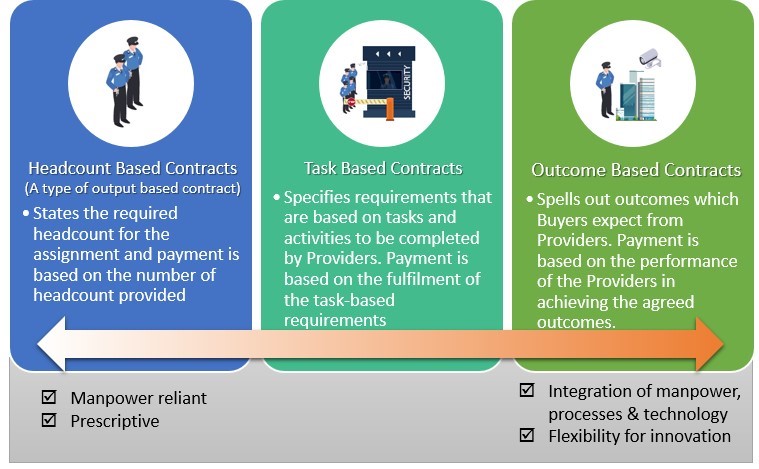 SECURITY
Headcount Based Contracts
(A type of output based contract)
• States the required
headcount for the
assignment and payment is
based on the number of
headcount provided
Task Based Contracts
• Specifies requirements that
are based on tasks and
activities to be completed
by Providers. Payment is
based on the fulfilment of
the task-based
requirements
Outcome Based Contracts
• Spells out outcomes which
Buyers expect from
Providers. Payment is
based on the performance
of the Providers in
achieving the agreed
outcomes.
☑ Manpower reliant
☑ Prescriptive
☑ Integration of manpower,
processes & technology
☑ Flexibility for innovation